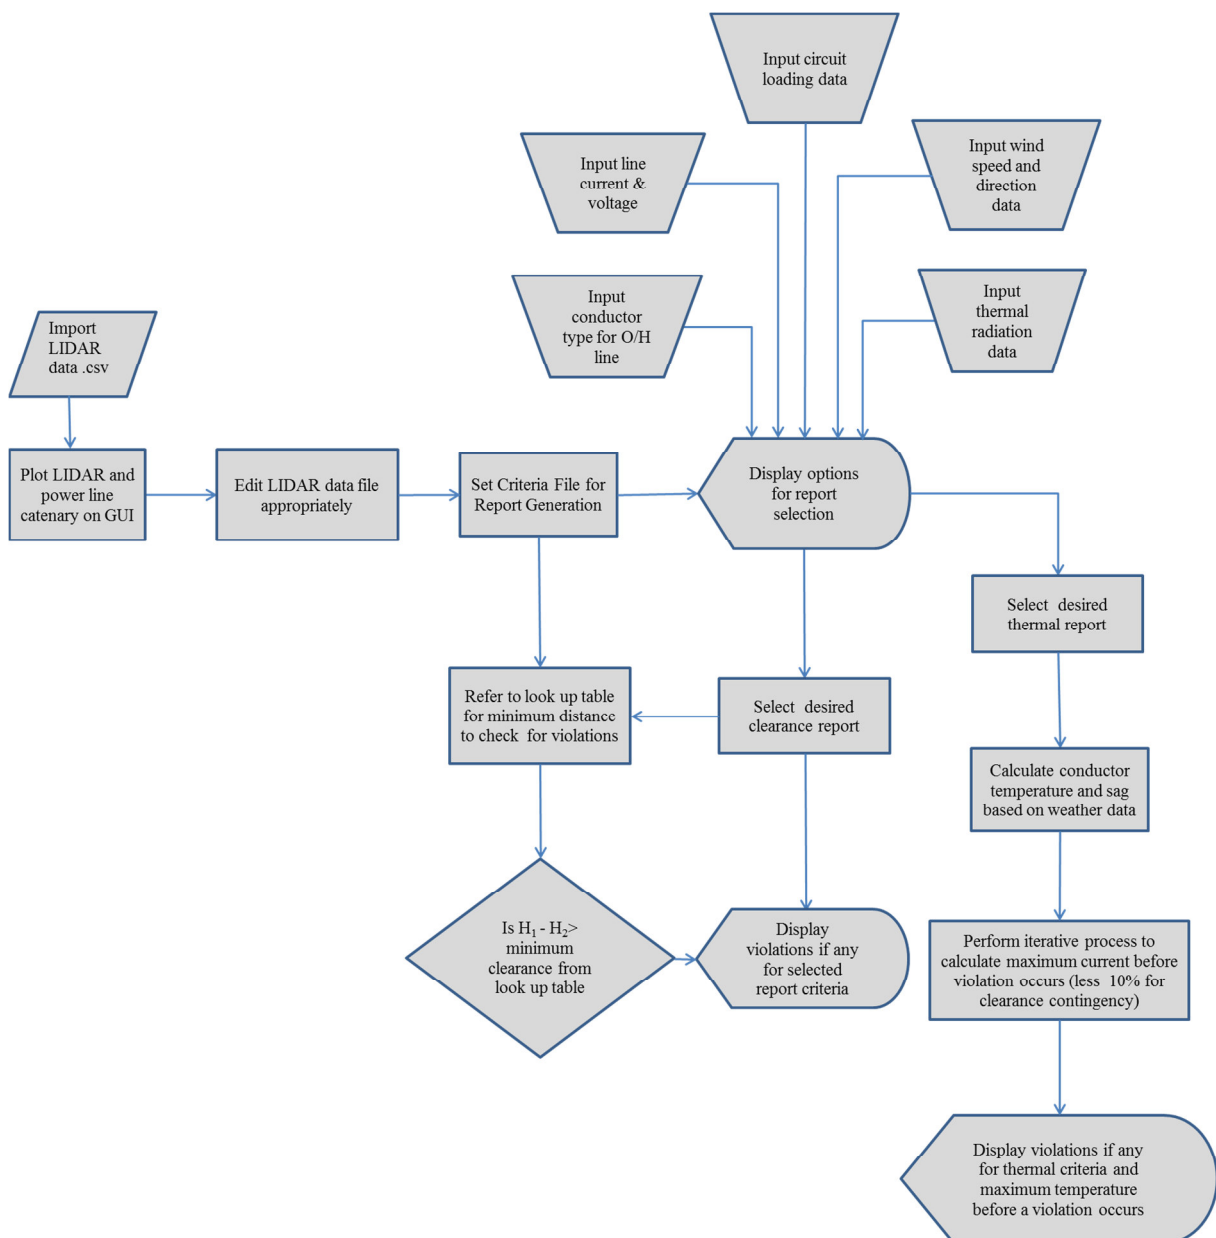 Input circuit
loading data
Input line
current &
voltage
Input wind
speed and
direction
data
Input
conductor
type for O/H
line
Input
thermal
radiation
data
Import
LIDAR
data .csv
Plot LIDAR and
power line
catenary on GUI
Edit LIDAR data file
appropriately
Set Criteria File for
Report Generation
Display options
for report
selection
Select desired
thermal report
Refer to look up table
for minimum distance
to check for violations
Select desired
clearance report
Calculate conductor
temperature and sag
based on weather data
Is H₁ - H₂>
minimum
clearance from
look up table
Display
violations if any
for selected
report criteria
Perform iterative process to
calculate maximum current before
violation occurs (less 10% for
clearance contingency)
Display violations if any
for thermal criteria and
maximum temperature
before a violation occurs